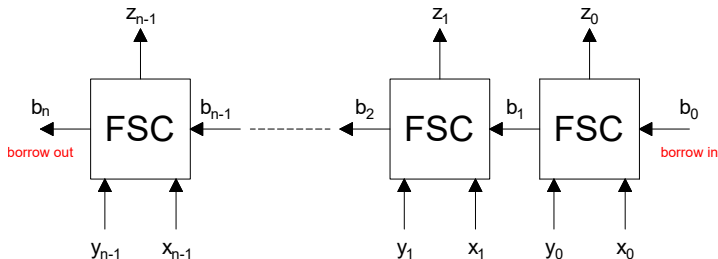 z_{n-1} z_1 z_0
b_n FSC b_{n-1} b_2 FSC b_1 FSC b_0
borrow out borrow in
y_{n-1} x_{n-1} y_1 x_1 y_0 x_0